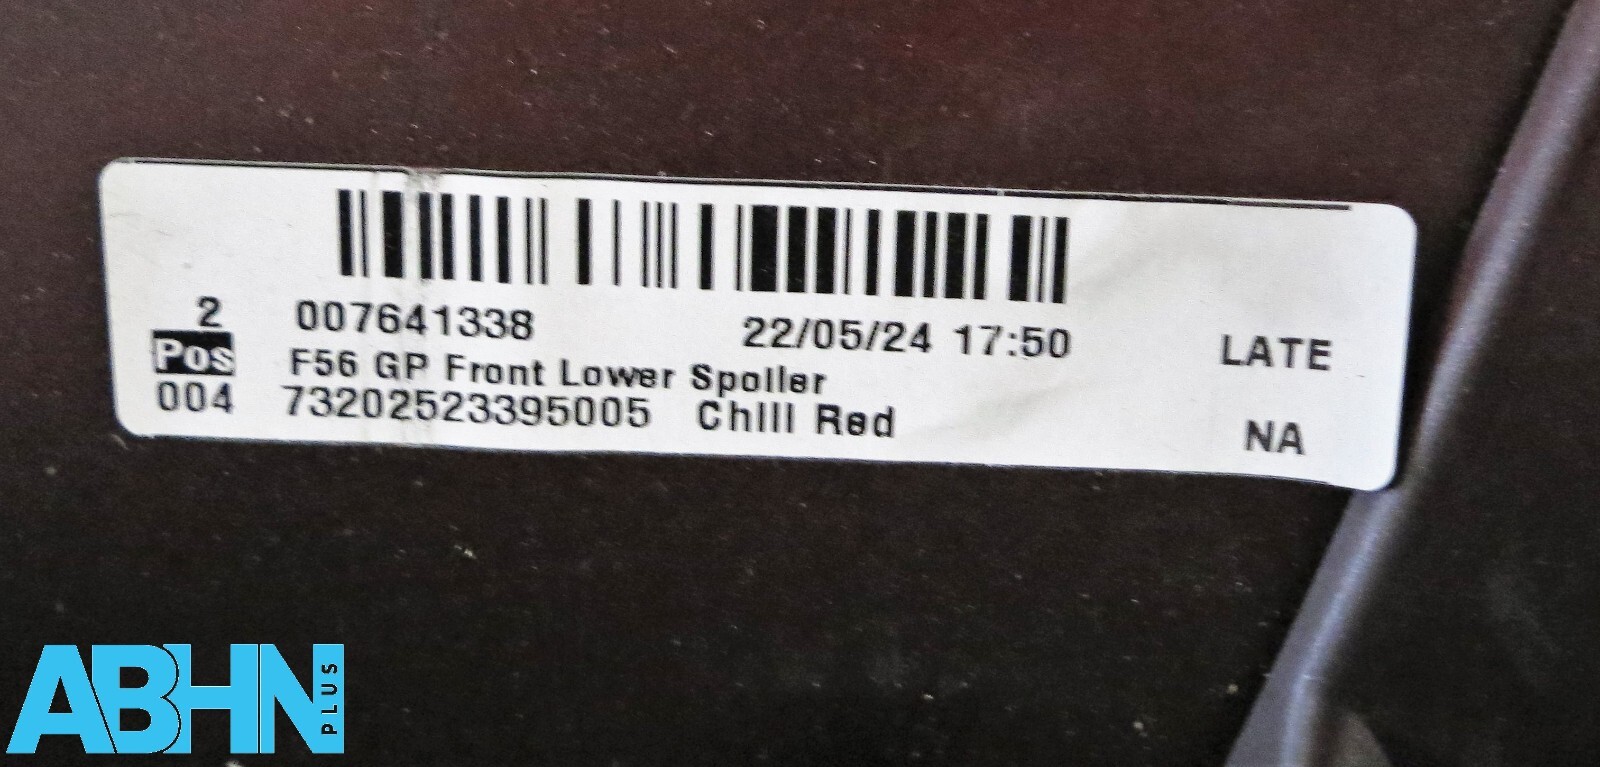 2 007641338 22/05/24 17:50 LATE
Pos F56 GP Front Lower Spoiler
004 73202523395005 Chili Red NA
ABHN PLUS